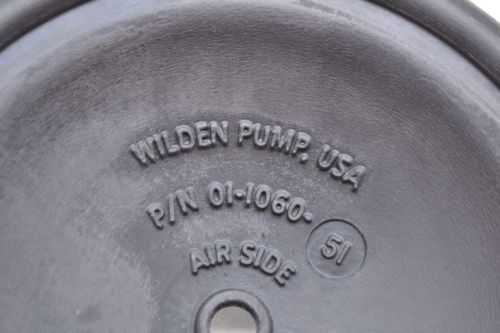 WILDEN PUMP, USA
P/N 01-1060-51
AIR SIDE